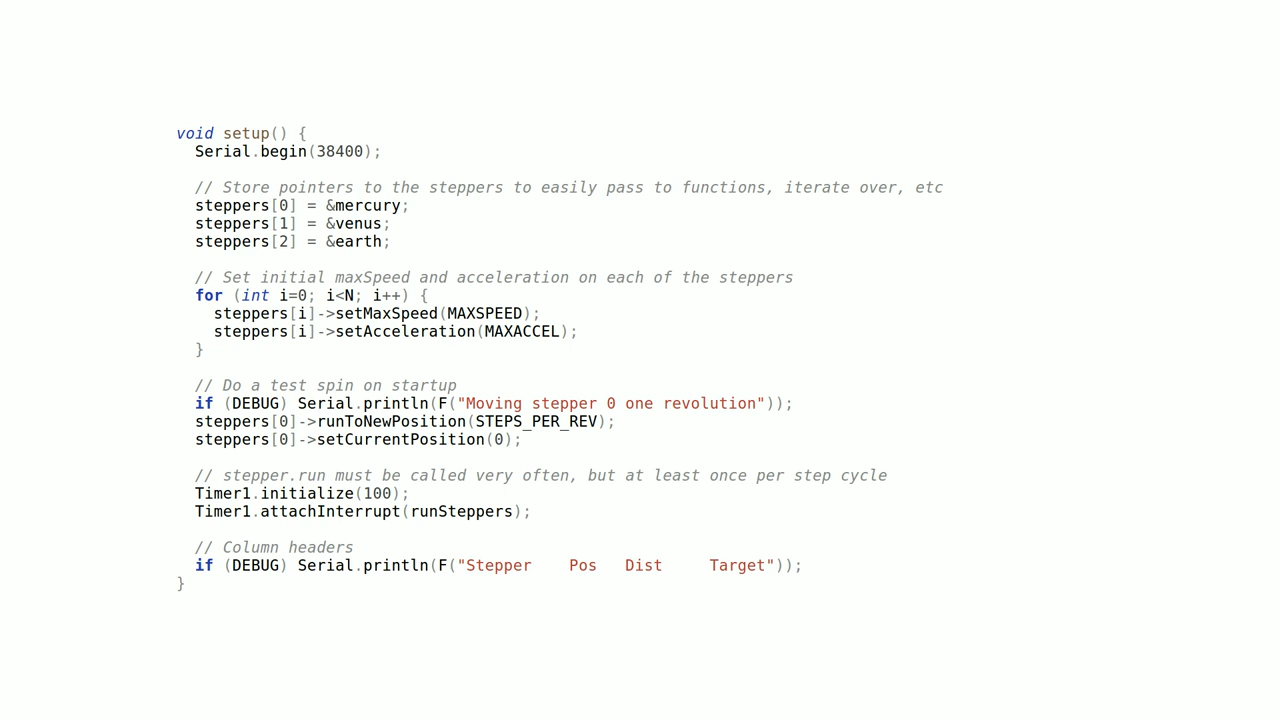 void setup() {
  Serial.begin(38400);

  // Store pointers to the steppers to easily pass to functions, iterate over, etc
  steppers[0] = &mercury;
  steppers[1] = &venus;
  steppers[2] = &earth;

  // Set initial maxSpeed and acceleration on each of the steppers
  for (int i=0; i<N; i++) {
    steppers[i]->setMaxSpeed(MAXSPEED);
    steppers[i]->setAcceleration(MAXACCEL);
  }

  // Do a test spin on startup
  if (DEBUG) Serial.println(F("Moving stepper 0 one revolution"));
  steppers[0]->runToNewPosition(STEPS_PER_REV);
  steppers[0]->setCurrentPosition(0);

  // stepper.run must be called very often, but at least once per step cycle
  Timer1.initialize(100);
  Timer1.attachInterrupt(runSteppers);

  // Column headers
  if (DEBUG) Serial.println(F("Stepper    Pos   Dist     Target"));
}